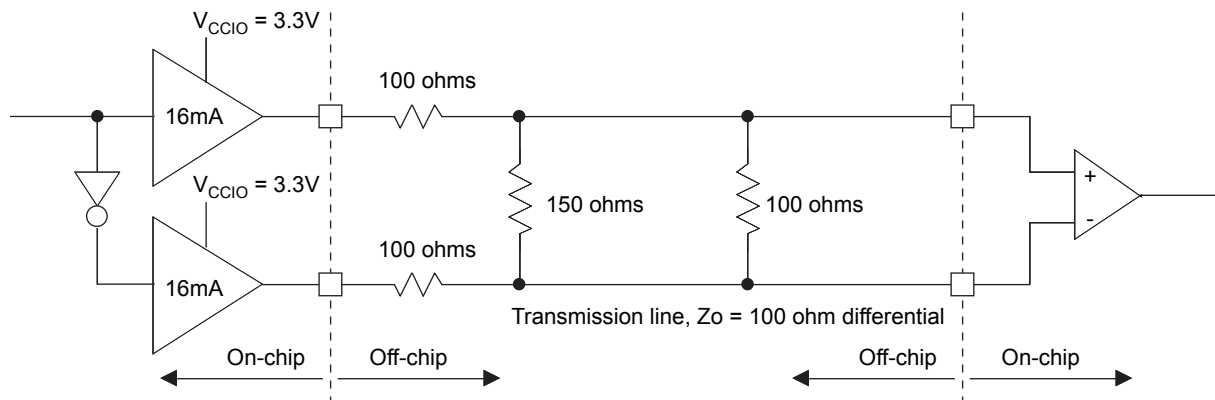 VCCIO = 3.3V
16mA
100 ohms
VCCIO = 3.3V
16mA
100 ohms
150 ohms
100 ohms
+
-
Transmission line, Zo = 100 ohm differential
On-chip
Off-chip
Off-chip
On-chip